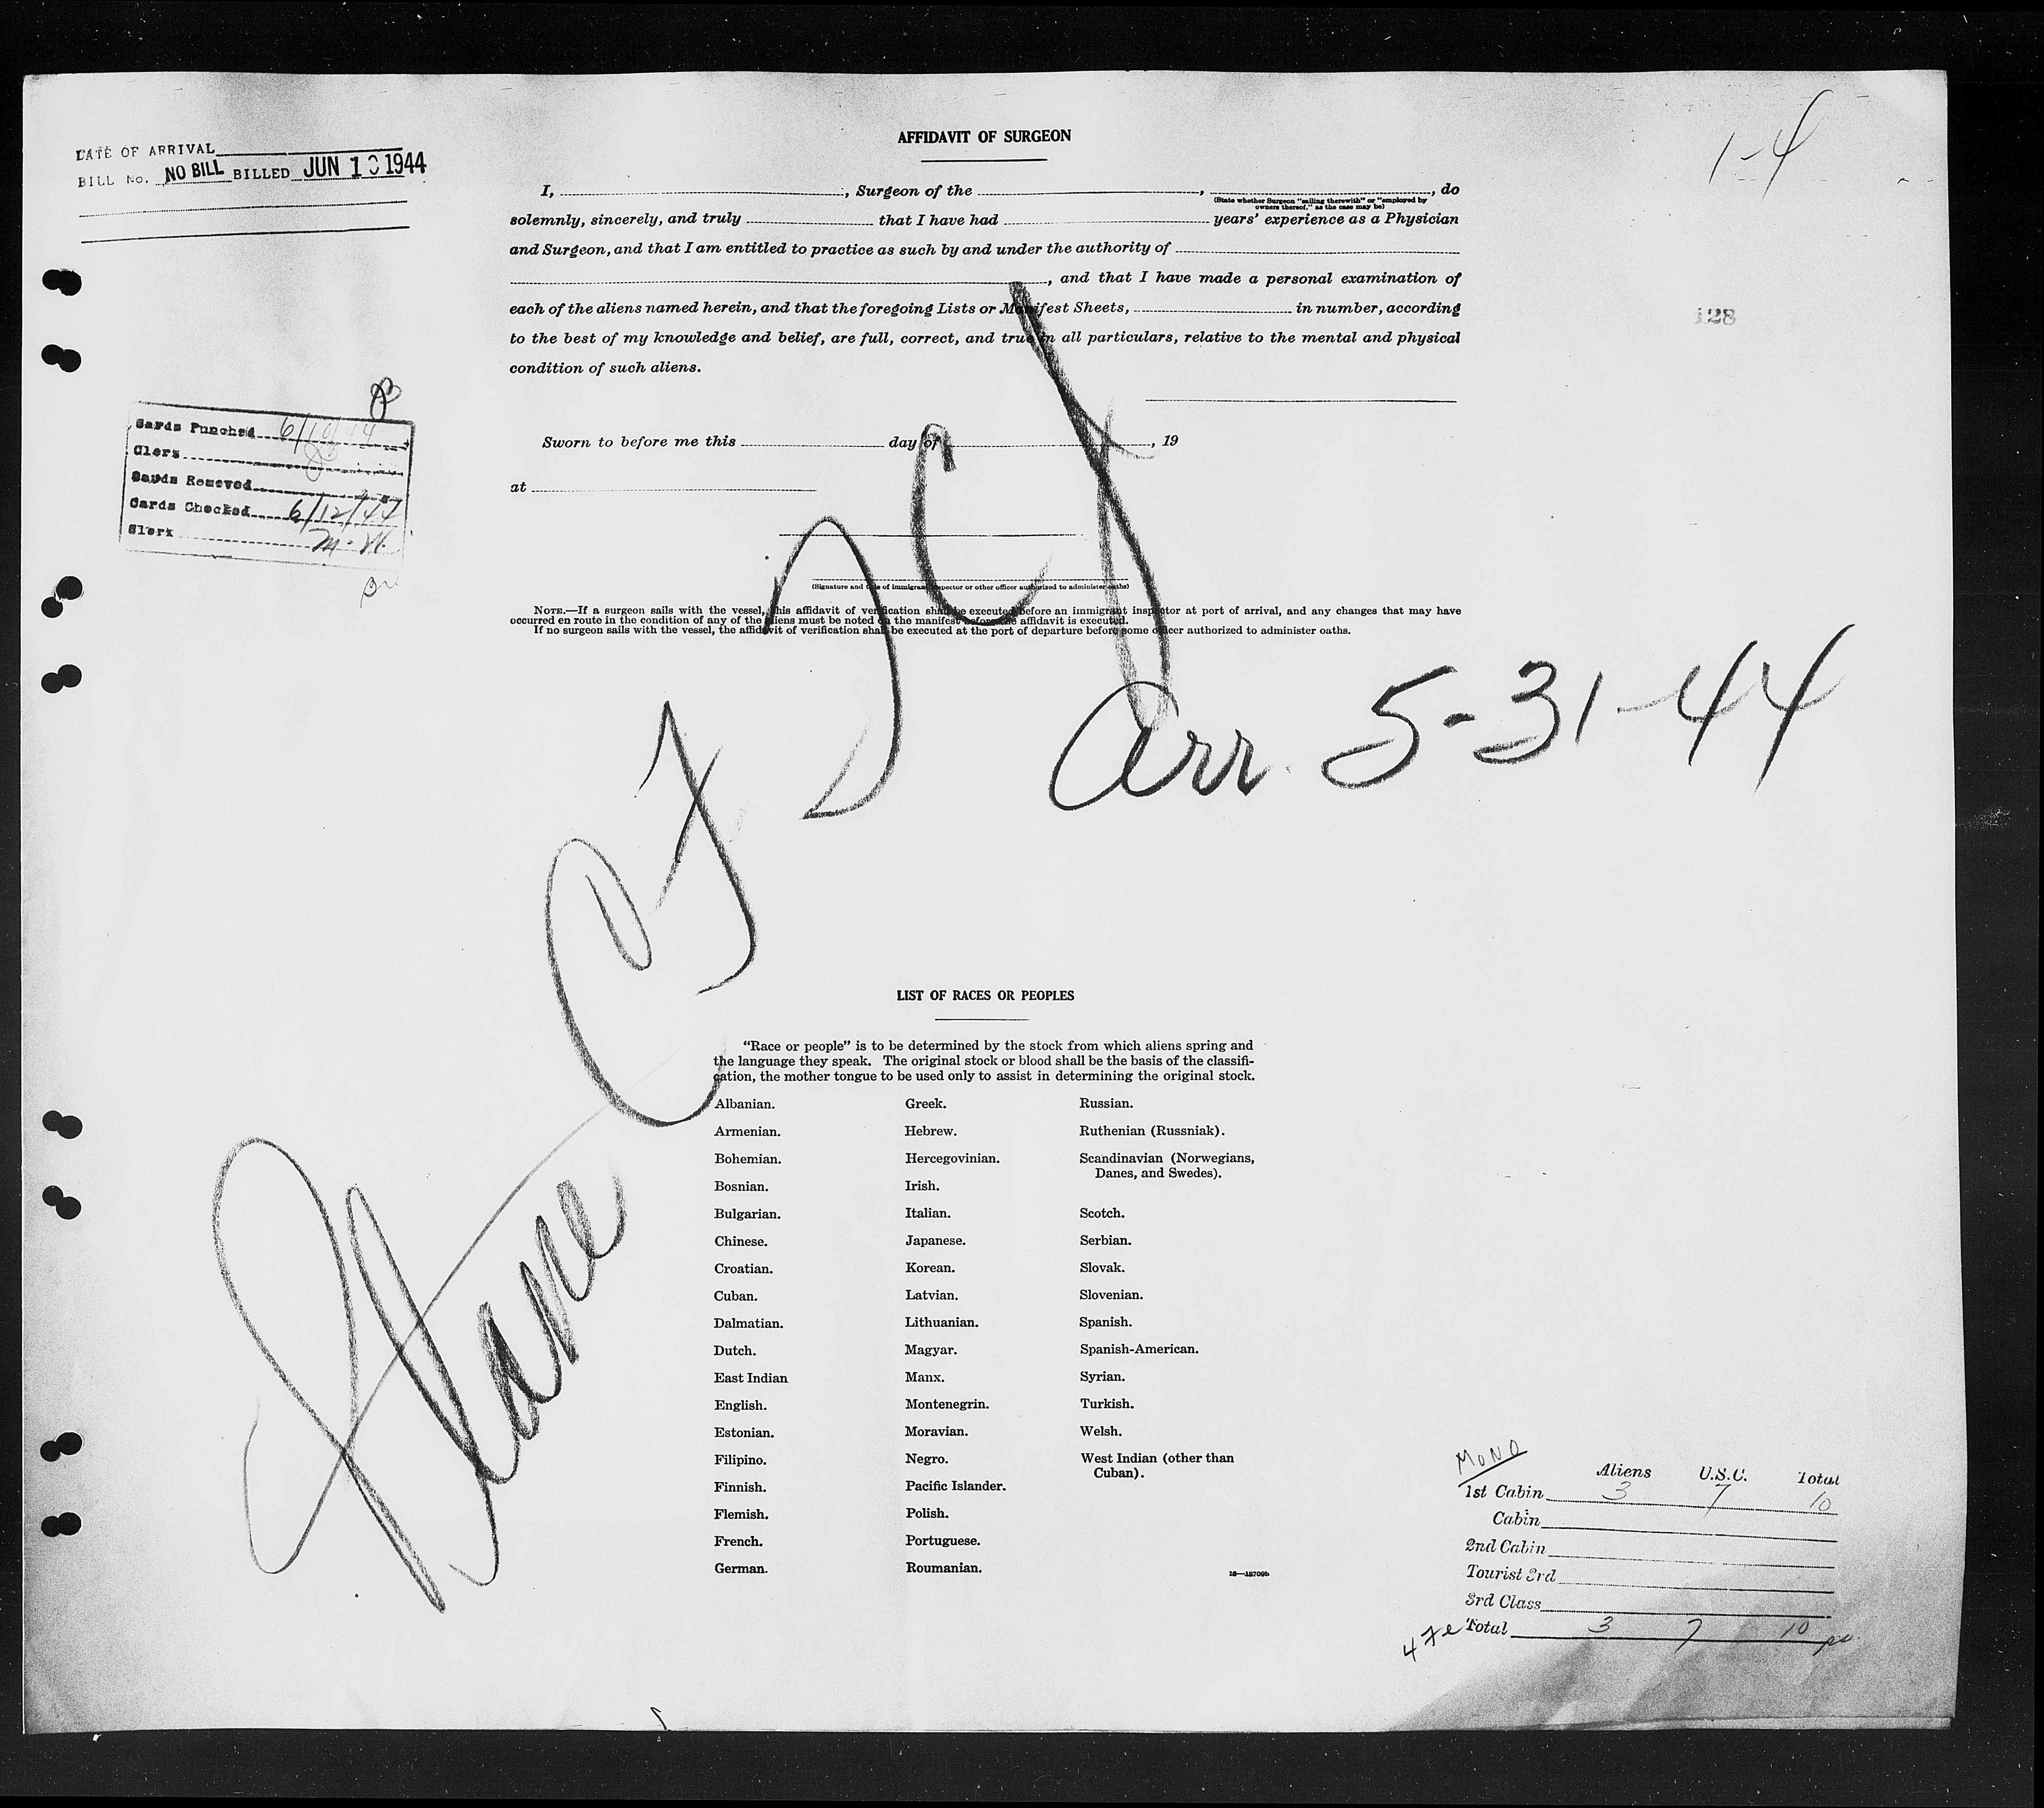 1-4
DATE OF ARRIVAL
BILL No. NO BILL BILLED JUN 10 1944
AFFIDAVIT OF SURGEON
I, , Surgeon of the , , do
(State whether Surgeon "sailing therewith" or "employed by
owners thereof," as the case may be)
solemnly, sincerely, and truly that I have had years' experience as a Physician
and Surgeon, and that I am entitled to practice as such by and under the authority of
, and that I have made a personal examination of
each of the aliens named herein, and that the foregoing Lists or Manifest Sheets, in number, according
to the best of my knowledge and belief, are full, correct, and true in all particulars, relative to the mental and physical
condition of such aliens.
128
Cards Punched 6/10/44
Clerk
Cards Removed
Cards Checked 6/12/44
Clerk
Sworn to before me this day of , 19
at
(Signature and title of immigrant inspector or other officer authorized to administer oaths)
NOTE.—If a surgeon sails with the vessel, this affidavit of verification shall be executed before an immigrant inspector at port of arrival, and any changes that may have
occurred en route in the condition of any of the aliens must be noted on the manifest before the affidavit is executed.
If no surgeon sails with the vessel, the affidavit of verification shall be executed at the port of departure before some officer authorized to administer oaths.
Arr. 5-31-44
Plane
LIST OF RACES OR PEOPLES
"Race or people" is to be determined by the stock from which aliens spring and
the language they speak. The original stock or blood shall be the basis of the classifi-
cation, the mother tongue to be used only to assist in determining the original stock.
Albanian. Greek. Russian.
Armenian. Hebrew. Ruthenian (Russniak).
Bohemian. Hercegovinian. Scandinavian (Norwegians,
Danes, and Swedes).
Bosnian. Irish.
Bulgarian. Italian. Scotch.
Chinese. Japanese. Serbian.
Croatian. Korean. Slovak.
Cuban. Latvian. Slovenian.
Dalmatian. Lithuanian. Spanish.
Dutch. Magyar. Spanish-American.
East Indian Manx. Syrian.
English. Montenegrin. Turkish.
Estonian. Moravian. Welsh.
Filipino. Negro. West Indian (other than
Cuban).
Finnish. Pacific Islander.
Flemish. Polish.
French. Portuguese.
German. Roumanian.
16—18709b
Aliens U.S.C. Total
1st Cabin 3 7 10
Cabin
2nd Cabin
Tourist 3rd
3rd Class
Total 3 7 10